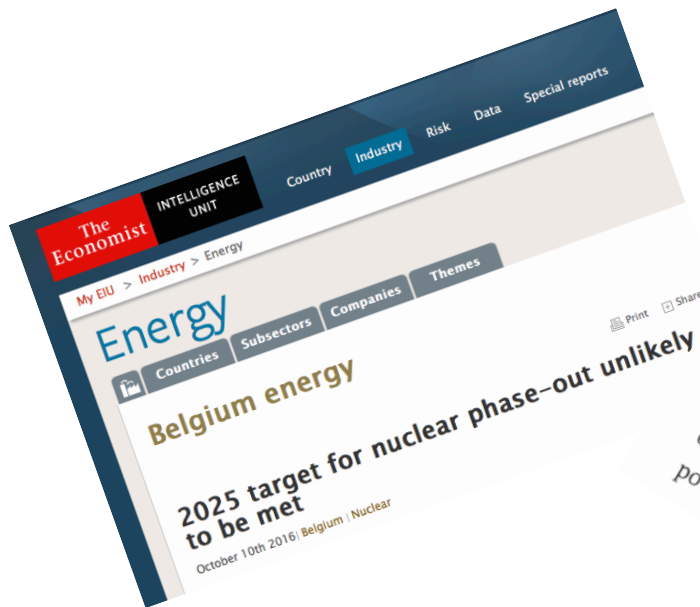 The
Economist
INTELLIGENCE
UNIT
Country
Industry
Risk
Data
Special reports
My EIU > Industry > Energy
Energy
Countries
Subsectors
Companies
Themes
Print
Share
Belgium energy
2025 target for nuclear phase-out unlikely
to be met
October 10th 2016| Belgium | Nuclear
po